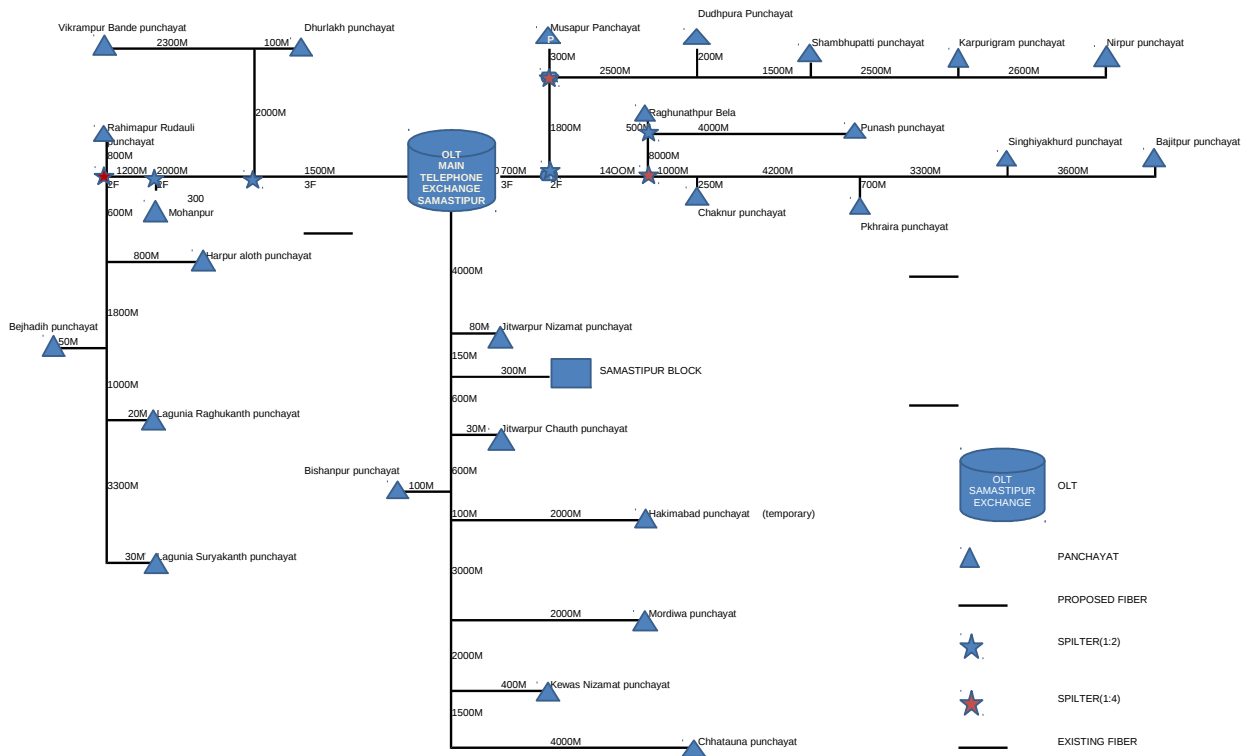 Dudhpura Punchayat
Vikrampur Bande punchayat
Dhurlakh punchayat
Musapur Panchayat
P
Shambhupatti punchayat
Karpurigram punchayat
Nirpur punchayat
2300M
100M
300M
200M
2500M
1500M
2500M
2600M
2000M
Raghunathpur Bela
Rahimapur Rudauli
punchayat
1800M
500M
4000M
Punash punchayat
Singhiyakhurd punchayat
Bajitpur punchayat
800M
8000M
OLT
MAIN
TELEPHONE
EXCHANGE
SAMASTIPUR
1200M
2000M
1500M
0700M
14OO M
1000M
4200M
3300M
3600M
2F
2F
3F
3F
2F
250M
700M
300
600M
Mohanpur
Chaknur punchayat
Pkhraira punchayat
800M
Harpur aloth punchayat
4000M
1800M
Bejhadih punchayat
50M
80M
Jitwarpur Nizamat punchayat
150M
300M
SAMASTIPUR BLOCK
1000M
600M
20M
Lagunia Raghukanth punchayat
30M
Jitwarpur Chauth punchayat
Bishanpur punchayat
600M
100M
3300M
OLT
SAMASTIPUR
EXCHANGE
OLT
100M
2000M
Hakimabad punchayat (temporary)
30M
Lagunia Suryakanth punchayat
PANCHAYAT
3000M
PROPOSED FIBER
2000M
Mordiwa punchayat
SPILTER(1:2)
2000M
400M
Kewas Nizamat punchayat
SPILTER(1:4)
1500M
4000M
Chhatauna punchayat
EXISTING FIBER